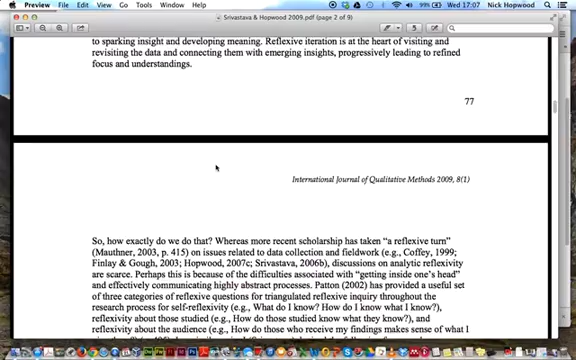 Preview File Edit View Go Tools Window Help 99% Wed 17:07 Nick Hopwood
Srivastava & Hopwood 2009.pdf (page 2 of 9)
to sparking insight and developing meaning. Reflexive iteration is at the heart of visiting and
revisiting the data and connecting them with emerging insights, progressively leading to refined
focus and understandings.
77
International Journal of Qualitative Methods 2009, 8(1)
So, how exactly do we do that? Whereas more recent scholarship has taken “a reflexive turn”
(Mauthner, 2003, p. 415) on issues related to data collection and fieldwork (e.g., Coffey, 1999;
Finlay & Gough, 2003; Hopwood, 2007c; Srivastava, 2006b), discussions on analytic reflexivity
are scarce. Perhaps this is because of the difficulties associated with “getting inside one’s head”
and effectively communicating highly abstract processes. Patton (2002) has provided a useful set
of three categories of reflexive questions for triangulated reflexive inquiry throughout the
research process for self-reflexivity (e.g., What do I know? How do I know what I know?),
reflexivity about those studied (e.g., How do those studied know what they know?), and
reflexivity about the audience (e.g., How do those who receive my findings makes sense of what I